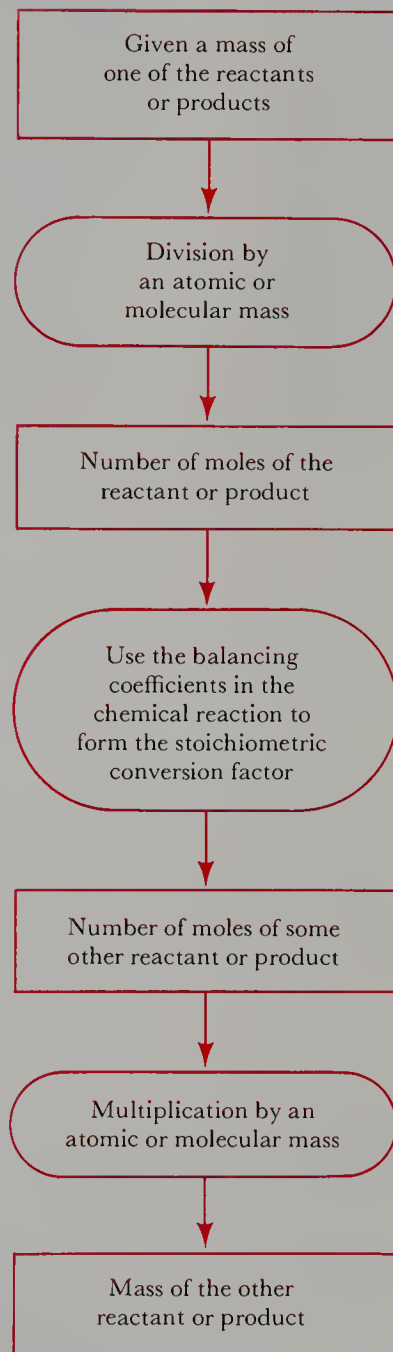 Given a mass of
one of the reactants
or products
Division by
an atomic or
molecular mass
Number of moles of the
reactant or product
Use the balancing
coefficients in the
chemical reaction to
form the stoichiometric
conversion factor
Number of moles of some
other reactant or product
Multiplication by an
atomic or molecular mass
Mass of the other
reactant or product